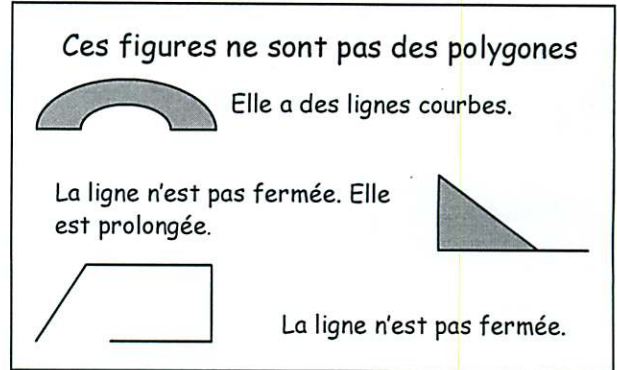 Ces figures ne sont pas des polygones
Elle a des lignes courbes.
La ligne n'est pas fermée. Elle
est prolongée.
La ligne n'est pas fermée.